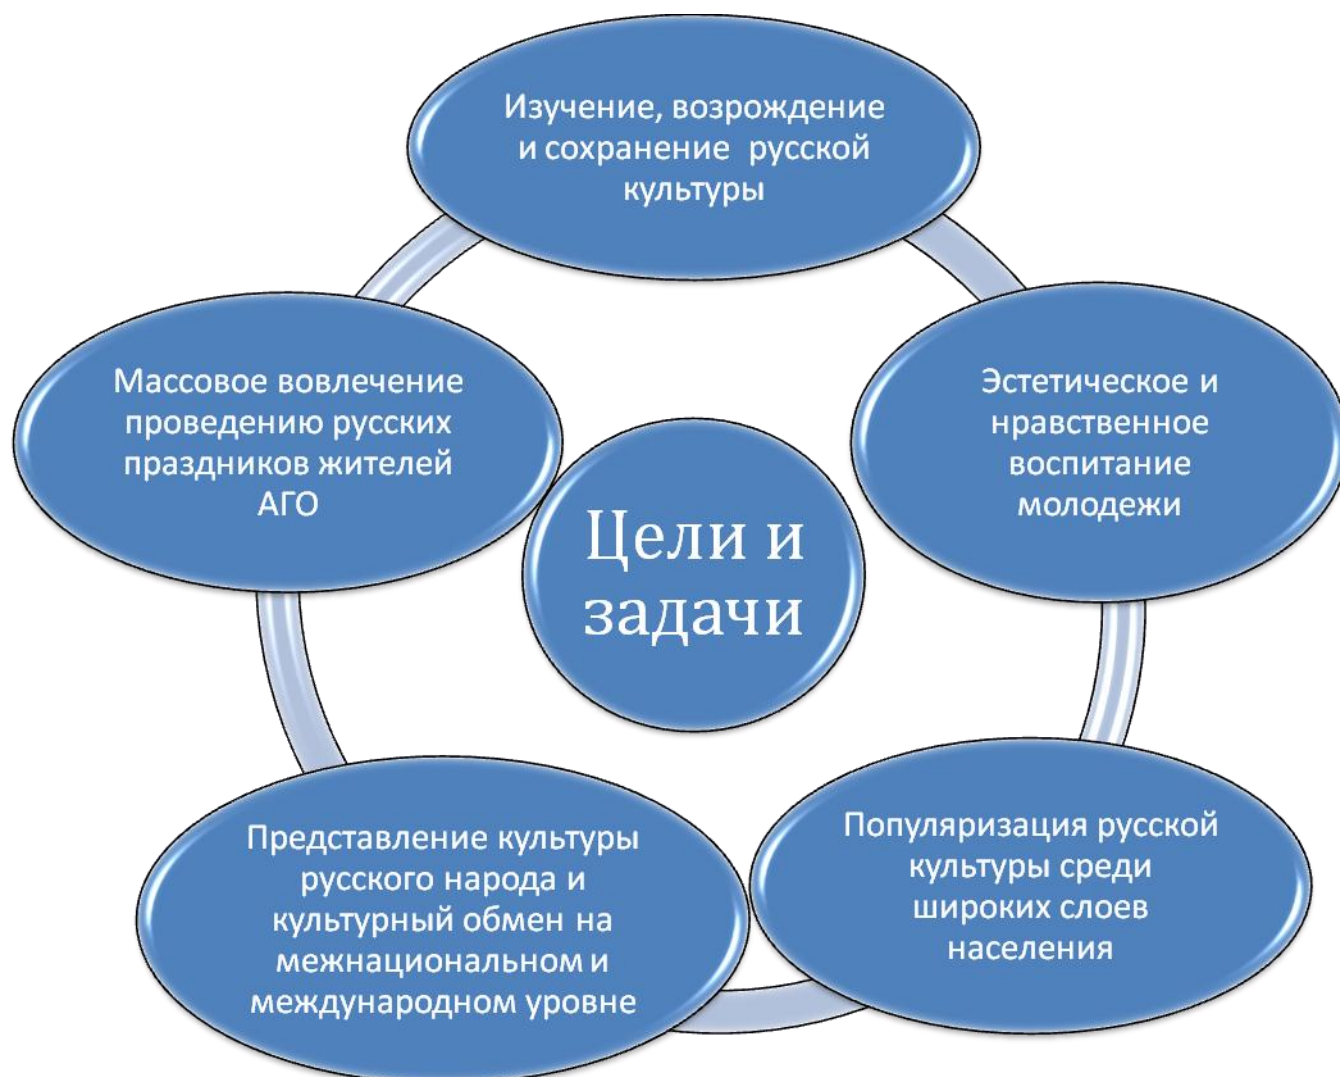 Изучение, возрождение
и сохранение русской
культуры
Эстетическое и
нравственное
воспитание
молодежи
Популяризация русской
культуры среди
широких слоев
населения
Представление культуры
русского народа и
культурный обмен на
межнациональном и
международном уровне
Массовое вовлечение
проведению русских
праздников жителей
АГО
Цели и
задачи